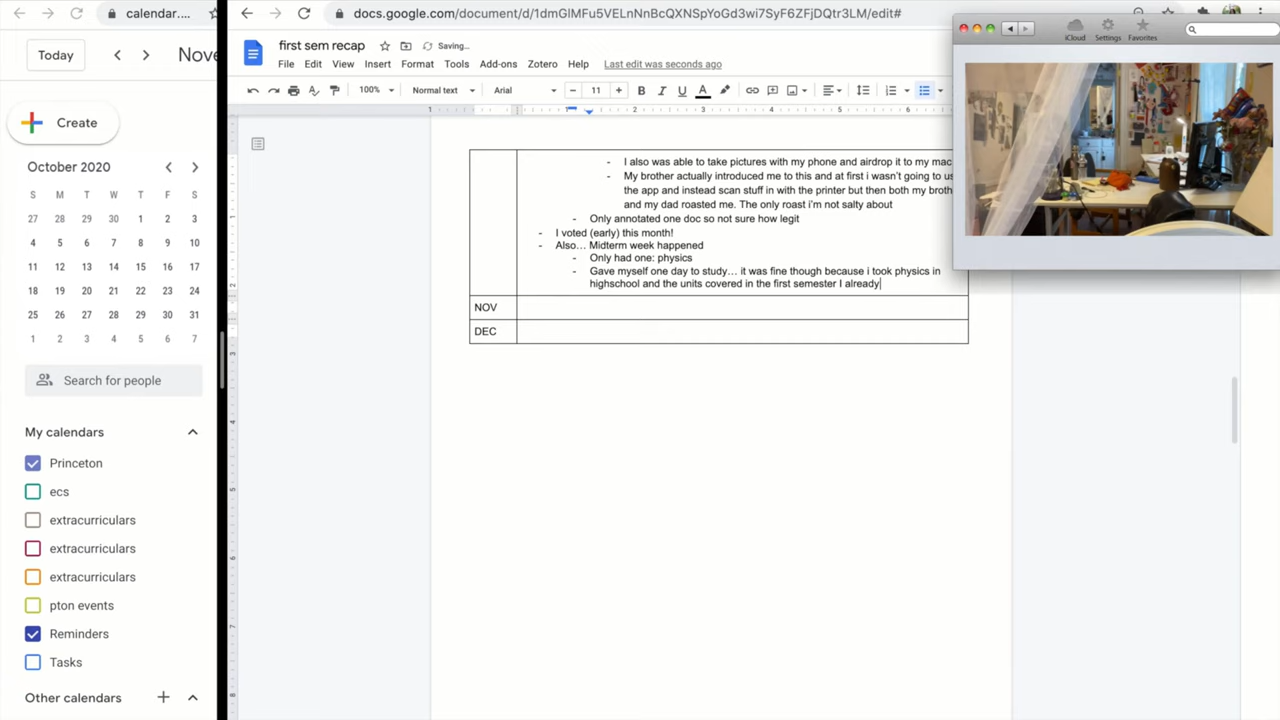 calendar....
docs.google.com/document/d/1dmGlMFu5VELnNnBcQXNSpYoGd3wi7SyF6ZFjDQtr3LM/edit#
Today
Nove
Create
October 2020
S M T W T F S
27 28 29 30 1 2 3
4 5 6 7 8 9 10
11 12 13 14 15 16 17
18 19 20 21 22 23 24
25 26 27 28 29 30 31
1 2 3 4 5 6 7
Search for people
My calendars
Princeton
ecs
extracurriculars
extracurriculars
extracurriculars
pton events
Reminders
Tasks
Other calendars
first sem recap
Saving...
File Edit View Insert Format Tools Add-ons Zotero Help Last edit was seconds ago
100% Normal text Arial 11 B I U A
1 1 2 3 4 5 6
- I also was able to take pictures with my phone and airdrop it to my mac
- My brother actually introduced me to this and at first i wasn't going to us
the app and instead scan stuff in with the printer but then both my broth
and my dad roasted me. The only roast i'm not salty about
- Only annotated one doc so not sure how legit
- I voted (early) this month!
- Also… Midterm week happened
- Only had one: physics
- Gave myself one day to study… it was fine though because i took physics in
highschool and the units covered in the first semester I already
NOV
DEC
iCloud Settings Favorites